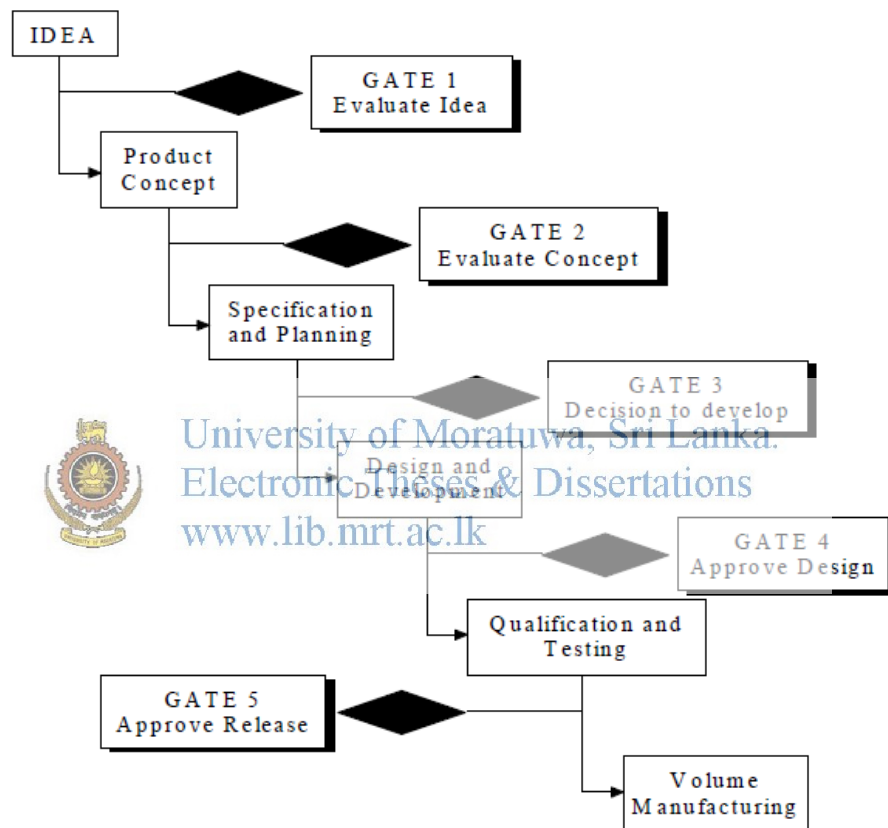 IDEA
GATE 1
Evaluate Idea
Product
Concept
GATE 2
Evaluate Concept
Specification
and Planning
GATE 3
Decision to develop
University of Moratuwa, Sri Lanka.
Electronic Theses & Dissertations
www.lib.mrt.ac.lk
Design and
Development
GATE 4
Approve Design
Qualification and
Testing
GATE 5
Approve Release
Volume
Manufacturing